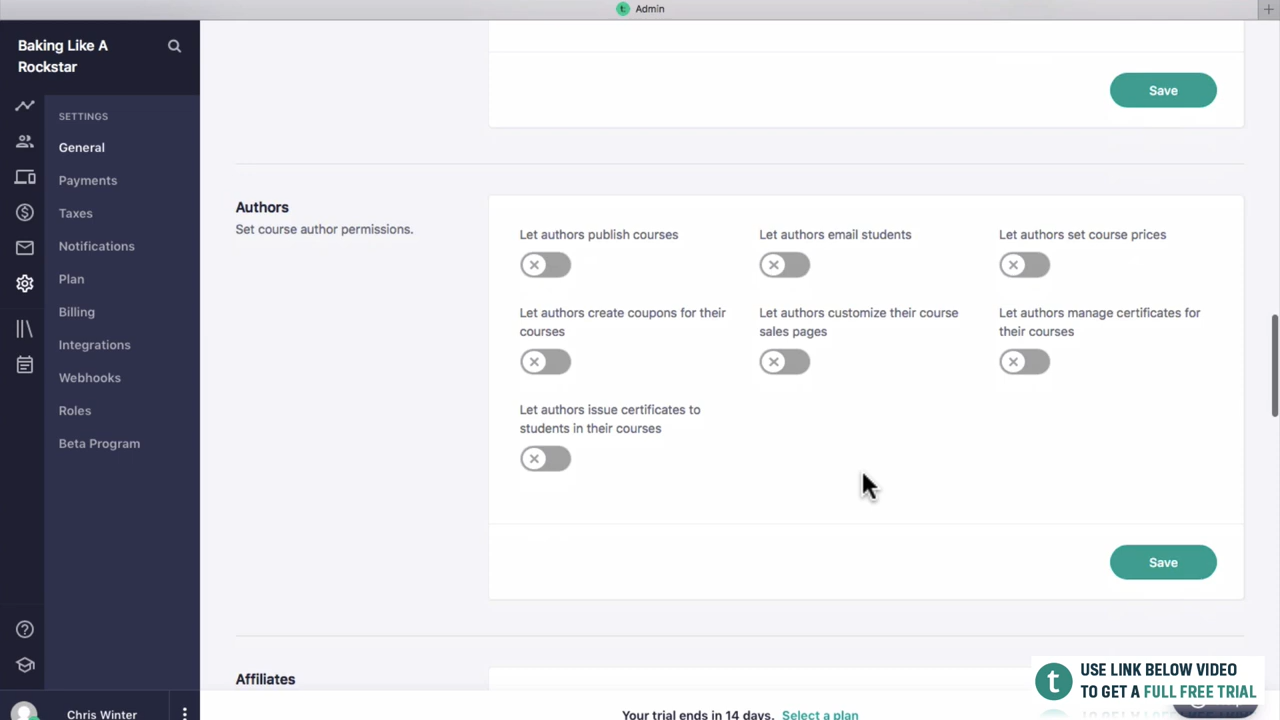 Admin
Baking Like A
Rockstar
SETTINGS
General
Payments
Taxes
Notifications
Plan
Billing
Integrations
Webhooks
Roles
Beta Program
Chris Winter
Save
Authors
Set course author permissions.
Let authors publish courses
Let authors email students
Let authors set course prices
Let authors create coupons for their
courses
Let authors customize their course
sales pages
Let authors manage certificates for
their courses
Let authors issue certificates to
students in their courses
Save
Affiliates
Your trial ends in 14 days. Select a plan
t
USE LINK BELOW VIDEO
TO GET A FULL FREE TRIAL